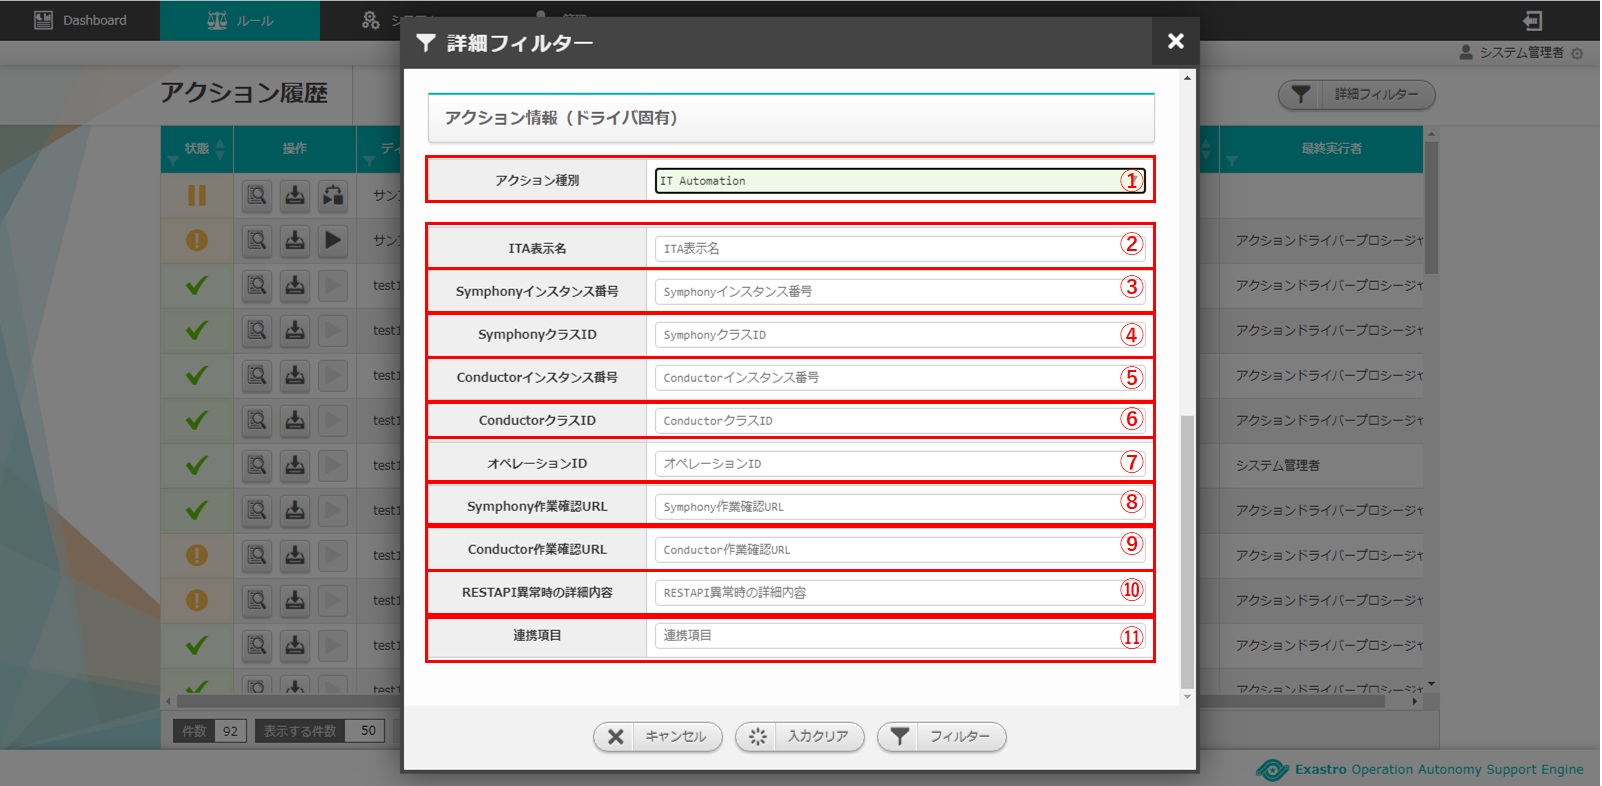 Dashboard
ルール
システム
管理
システム管理者
アクション履歴
詳細フィルター
状態
操作
ディ
最終実行者
サン
サン
アクションドライバープロシージャ
test1
アクションドライバープロシージャ
test1
アクションドライバープロシージャ
test1
アクションドライバープロシージャ
test1
アクションドライバープロシージャ
test1
システム管理者
test1
アクションドライバープロシージャ
test1
アクションドライバープロシージャ
test1
アクションドライバープロシージャ
test1
アクションドライバープロシージャ
test1
アクションドライバープロシージャ
件数 92
表示する件数 50
詳細フィルター
アクション情報（ドライバ固有）
アクション種別
IT Automation
①
ITA表示名
ITA表示名
②
Symphonyインスタンス番号
Symphonyインスタンス番号
③
SymphonyクラスID
SymphonyクラスID
④
Conductorインスタンス番号
Conductorインスタンス番号
⑤
ConductorクラスID
ConductorクラスID
⑥
オペレーションID
オペレーションID
⑦
Symphony作業確認URL
Symphony作業確認URL
⑧
Conductor作業確認URL
Conductor作業確認URL
⑨
RESTAPI異常時の詳細内容
RESTAPI異常時の詳細内容
⑩
連携項目
連携項目
⑪
キャンセル
入力クリア
フィルター
Exastro Operation Autonomy Support Engine